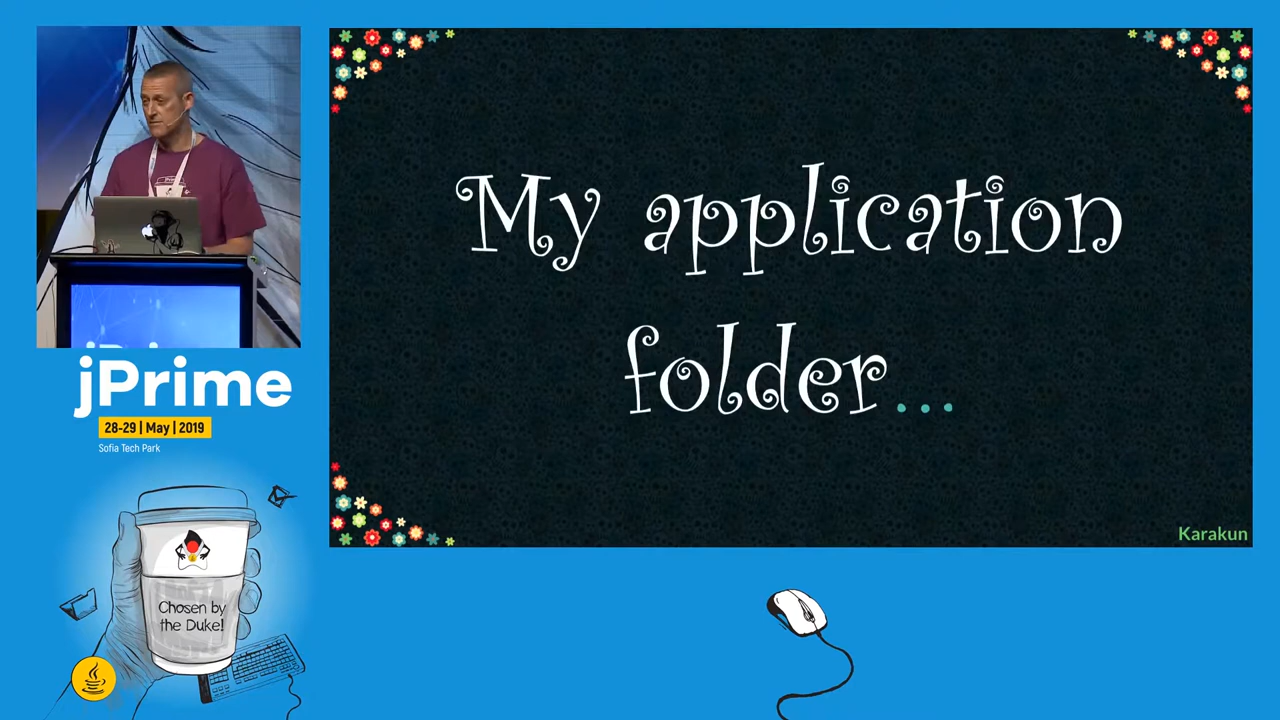 My application
folder...
Karakun
jPrime
28-29 | May | 2019
Sofia Tech Park
Chosen by
the Duke!